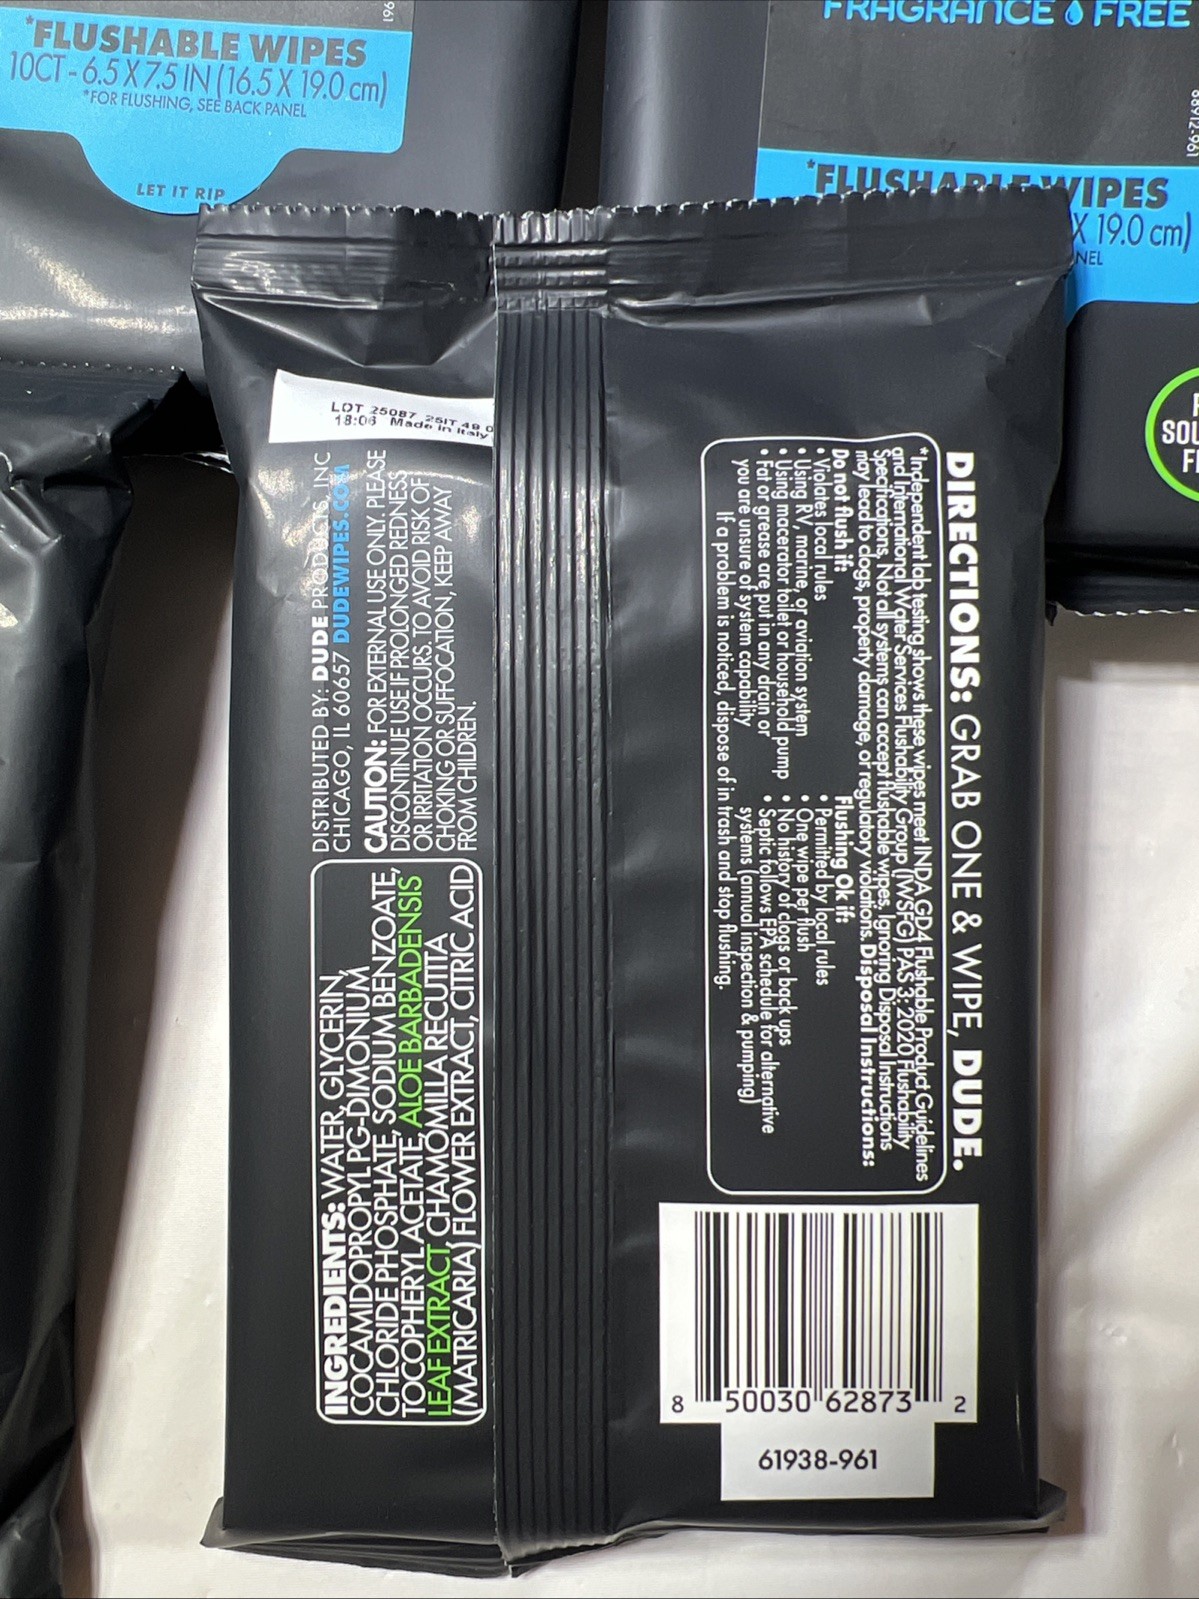 961
*FLUSHABLE WIPES
10CT - 6.5 X 7.5 IN (16.5 X 19.0 cm)
*FOR FLUSHING, SEE BACK PANEL
LET IT RIP
FRAGRANCE FREE
68912-961
*FLUSHABLE WIPES
X 19.0 cm)
NEL
LOT 25087 25IT 49 0
18:06 Made in Italy
DISTRIBUTED BY: DUDE PRODUCTS, INC
CHICAGO, IL 60657 DUDEWIPES.COM
CAUTION: FOR EXTERNAL USE ONLY. PLEASE
DISCONTINUE USE IF PROLONGED REDNESS
OR IRRITATION OCCURS. TO AVOID RISK OF
CHOKING OR SUFFOCATION, KEEP AWAY
FROM CHILDREN.
INGREDIENTS: WATER, GLYCERIN,
COCAMIDOPROPYL PG-DIMONIUM
CHLORIDE PHOSPHATE, SODIUM BENZOATE,
TOCOPHERYL ACETATE, ALOE BARBADENSIS
LEAF EXTRACT, CHAMOMILLA RECUTITA
(MATRICARIA) FLOWER EXTRACT, CITRIC ACID
DIRECTIONS: GRAB ONE & WIPE, DUDE.
*Independent lab testing shows these wipes meet INDA GD4 Flushable Product Guidelines
and International Water Services Flushability Group (IWSFG) PAS 3: 2020 Flushability
Specifications. Not all systems can accept flushable wipes, Ignoring Disposal Instructions
may lead to clogs, property damage, or regulatory violations. Disposal Instructions:
Do not flush if:
• Violates local rules
• Using RV, marine, or aviation system
• Using macerator toilet or household pump
• Fat or grease are put in any drain or
you are unsure of system capability
Flushing Ok if:
• Permitted by local rules
• One wipe per flush
• No history of clogs or back ups
• Septic follows EPA schedule for alternative
systems (annual inspection & pumping)
If a problem is noticed, dispose of in trash and stop flushing.
8 50030 62873 2
61938-961